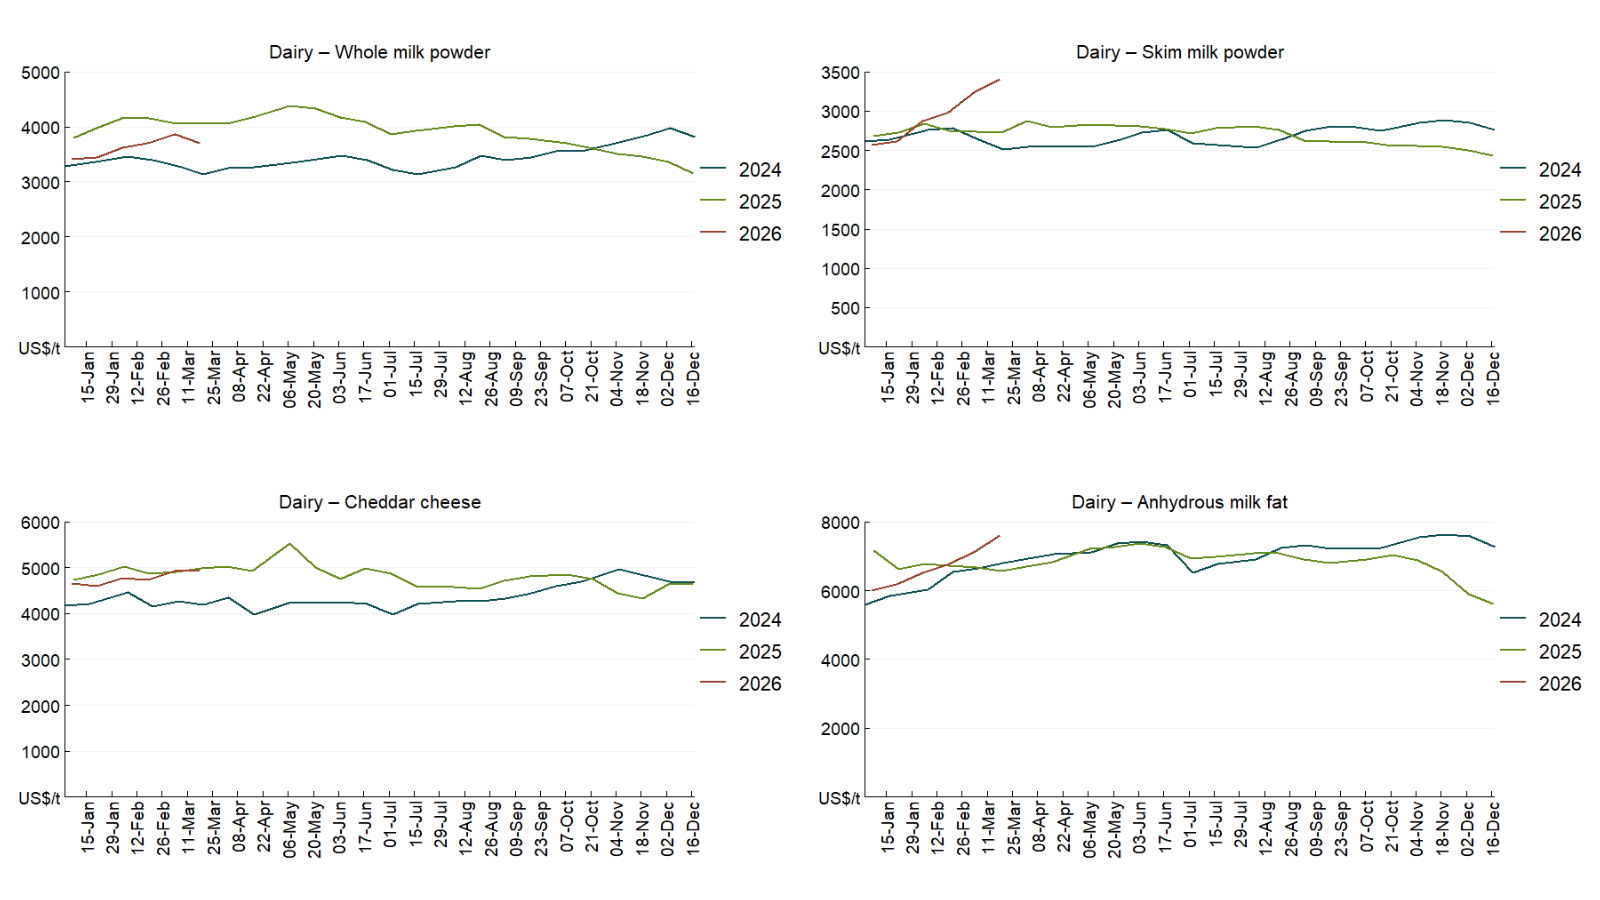 Dairy – Whole milk powder
5000
4000
3000
2000
1000
US$/t
15-Jan
29-Jan
12-Feb
26-Feb
11-Mar
25-Mar
08-Apr
22-Apr
06-May
20-May
03-Jun
17-Jun
01-Jul
15-Jul
29-Jul
12-Aug
26-Aug
09-Sep
23-Sep
07-Oct
21-Oct
04-Nov
18-Nov
02-Dec
16-Dec
2024
2025
2026
Dairy – Skim milk powder
3500
3000
2500
2000
1500
1000
500
US$/t
15-Jan
29-Jan
12-Feb
26-Feb
11-Mar
25-Mar
08-Apr
22-Apr
06-May
20-May
03-Jun
17-Jun
01-Jul
15-Jul
29-Jul
12-Aug
26-Aug
09-Sep
23-Sep
07-Oct
21-Oct
04-Nov
18-Nov
02-Dec
16-Dec
2024
2025
2026
Dairy – Cheddar cheese
6000
5000
4000
3000
2000
1000
US$/t
15-Jan
29-Jan
12-Feb
26-Feb
11-Mar
25-Mar
08-Apr
22-Apr
06-May
20-May
03-Jun
17-Jun
01-Jul
15-Jul
29-Jul
12-Aug
26-Aug
09-Sep
23-Sep
07-Oct
21-Oct
04-Nov
18-Nov
02-Dec
16-Dec
2024
2025
2026
Dairy – Anhydrous milk fat
8000
6000
4000
2000
US$/t
15-Jan
29-Jan
12-Feb
26-Feb
11-Mar
25-Mar
08-Apr
22-Apr
06-May
20-May
03-Jun
17-Jun
01-Jul
15-Jul
29-Jul
12-Aug
26-Aug
09-Sep
23-Sep
07-Oct
21-Oct
04-Nov
18-Nov
02-Dec
16-Dec
2024
2025
2026